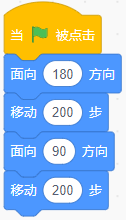 当 被点击
面向 180 方向
移动 200 步
面向 90 方向
移动 200 步